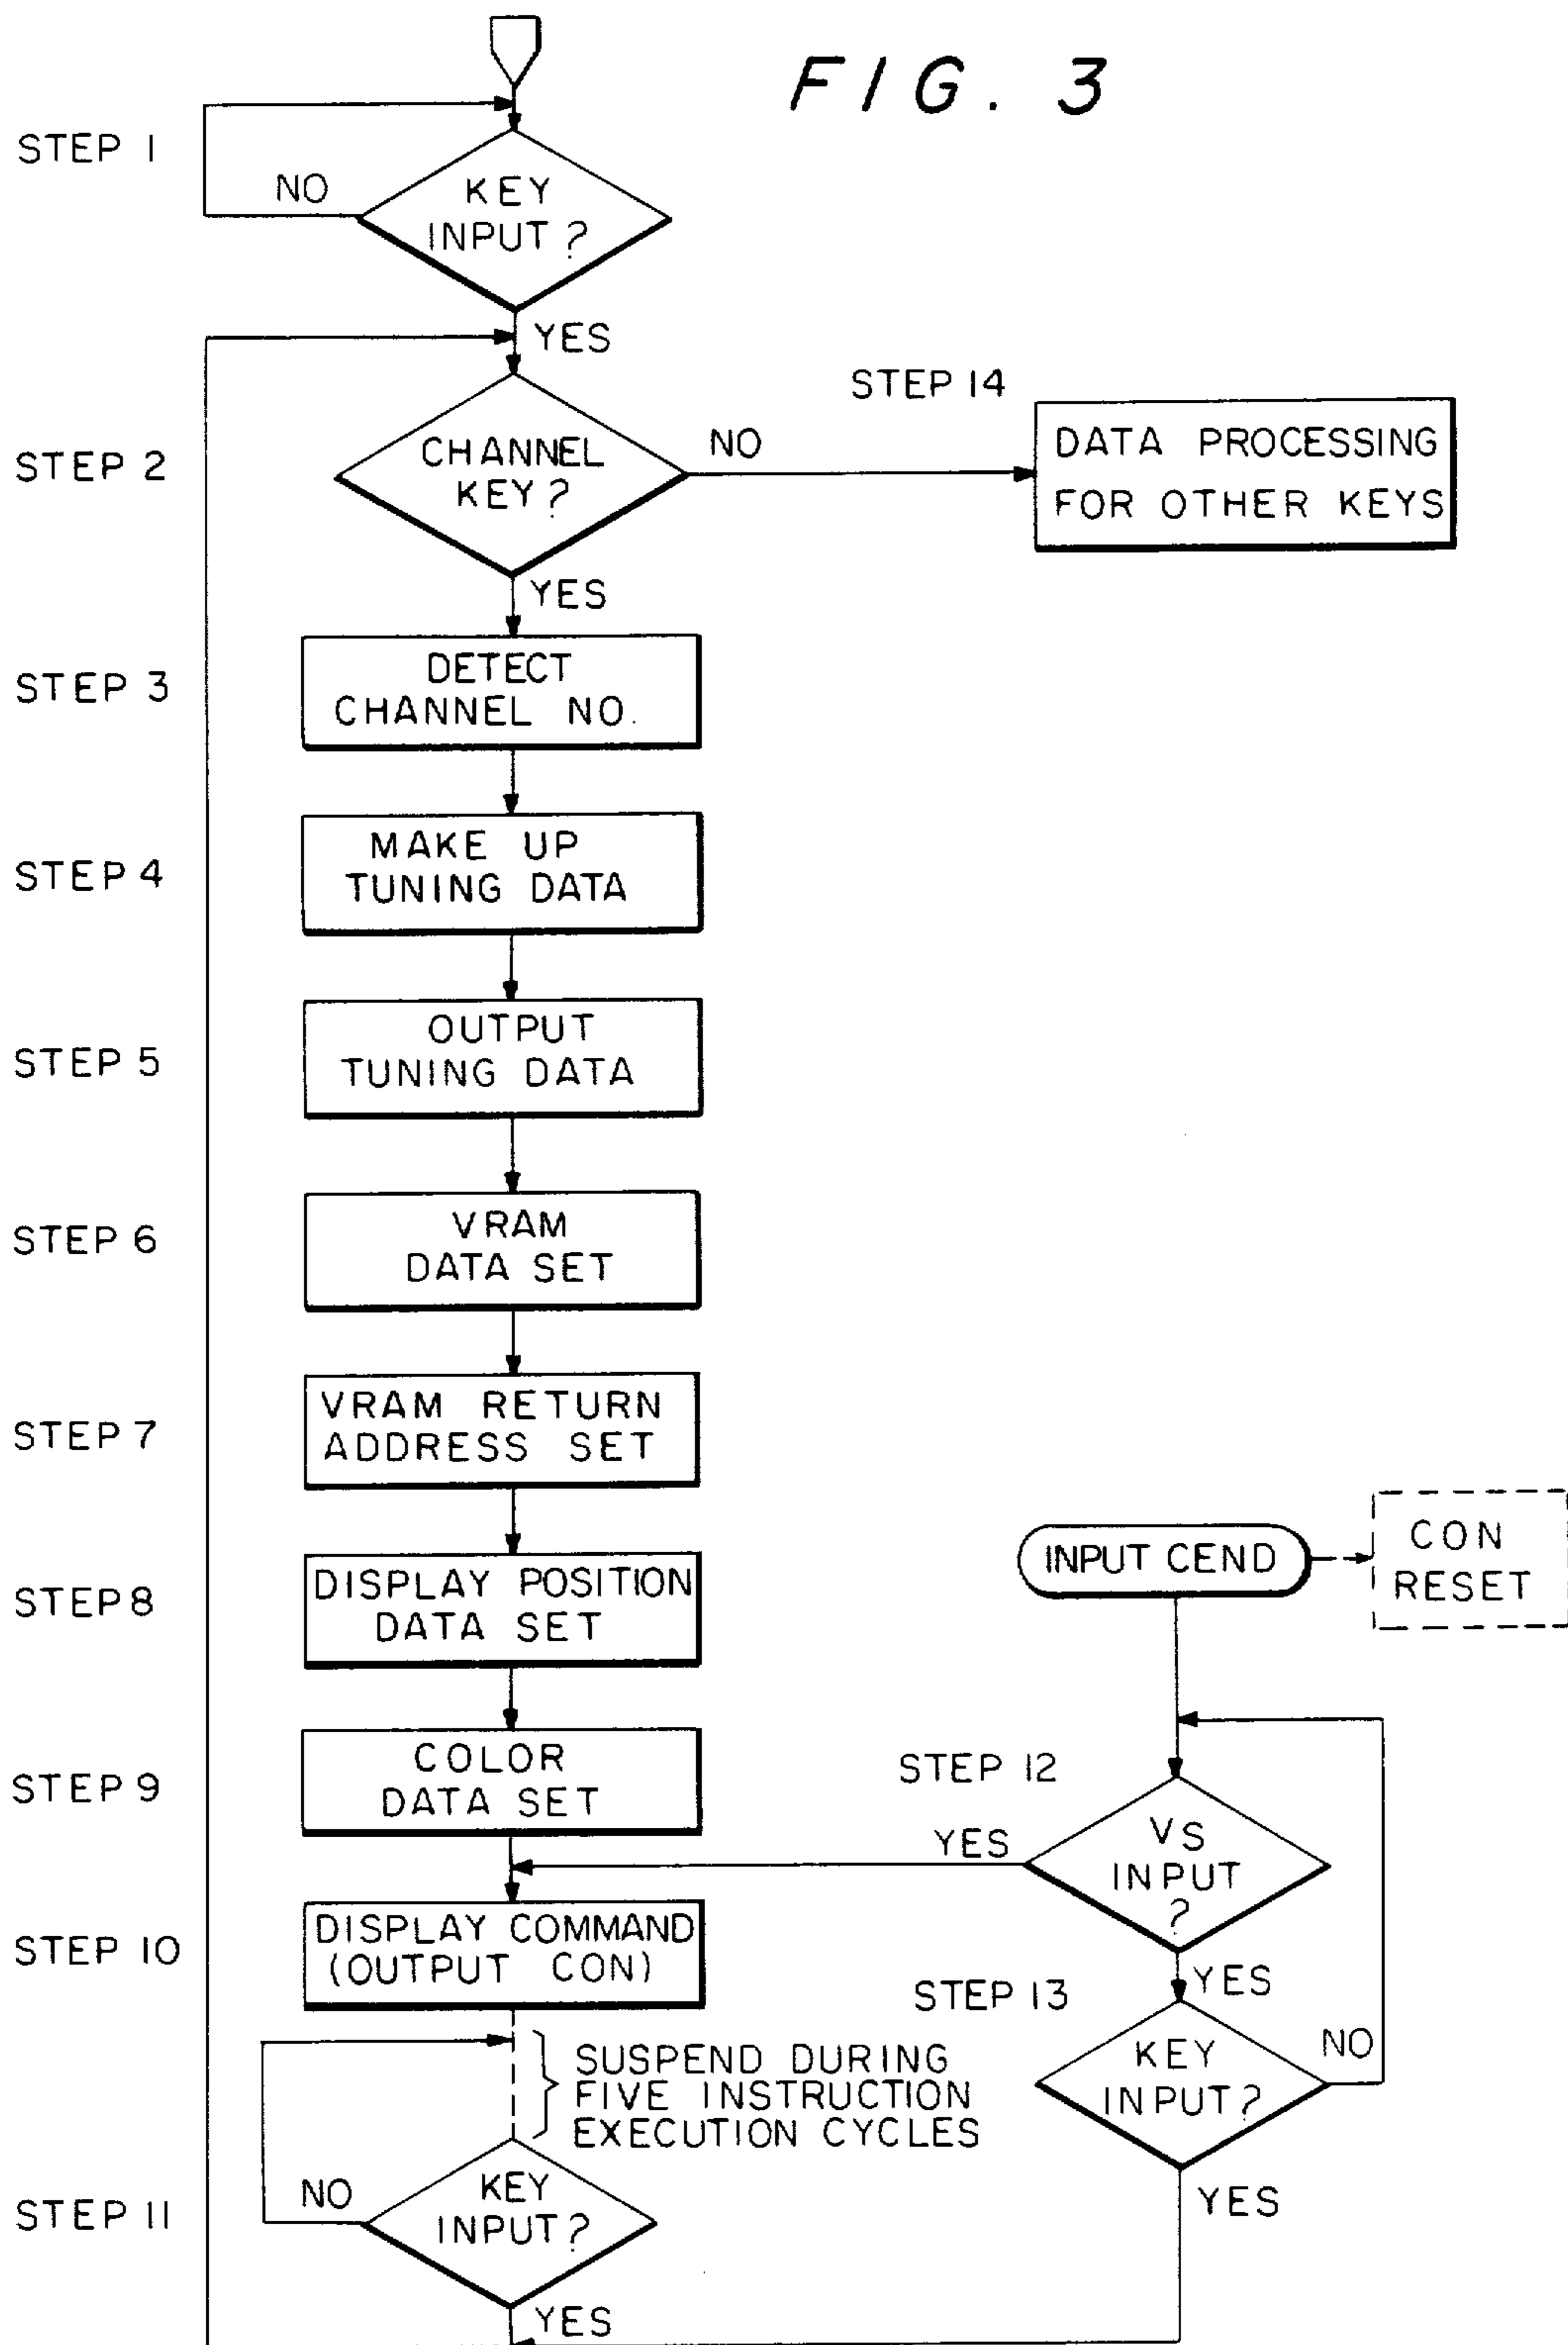 FIG. 3
STEP 1
NO
KEY
INPUT?
YES
STEP 14
STEP 2
CHANNEL
KEY?
NO
DATA PROCESSING
FOR OTHER KEYS
YES
STEP 3
DETECT
CHANNEL NO.
STEP 4
MAKE UP
TUNING DATA
STEP 5
OUTPUT
TUNING DATA
STEP 6
VRAM
DATA SET
STEP 7
VRAM RETURN
ADDRESS SET
STEP 8
DISPLAY POSITION
DATA SET
INPUT CEND
CON
RESET
STEP 9
COLOR
DATA SET
STEP 12
YES
VS
INPUT
?
YES
STEP 10
DISPLAY COMMAND
(OUTPUT CON)
STEP 13
KEY
INPUT?
NO
YES
SUSPEND DURING
FIVE INSTRUCTION
EXECUTION CYCLES
STEP 11
NO
KEY
INPUT?
YES